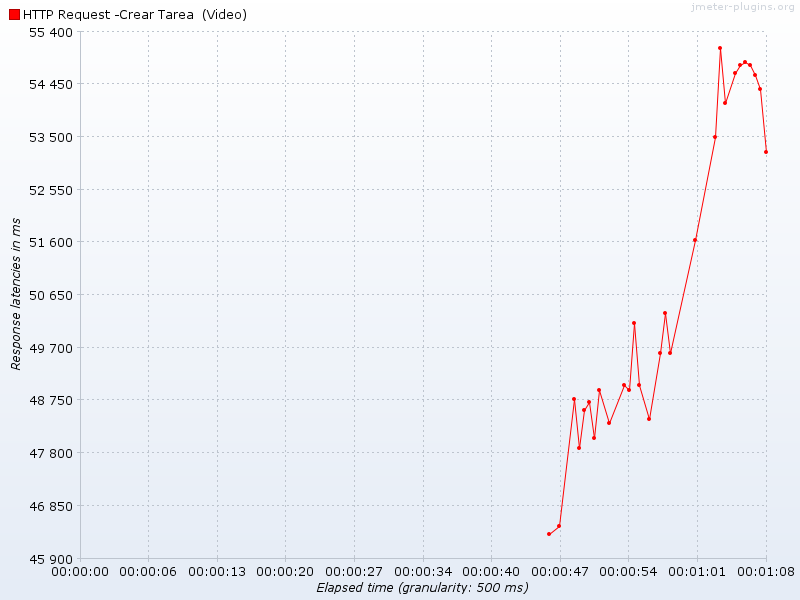 jmeter-plugins.org
HTTP Request -Crear Tarea  (Video)
55 400
54 450
53 500
52 550
51 600
50 650
49 700
48 750
47 800
46 850
45 900
Response latencies in ms
00:00:00 00:00:06 00:00:13 00:00:20 00:00:27 00:00:34 00:00:40 00:00:47 00:00:54 00:01:01 00:01:08
Elapsed time (granularity: 500 ms)